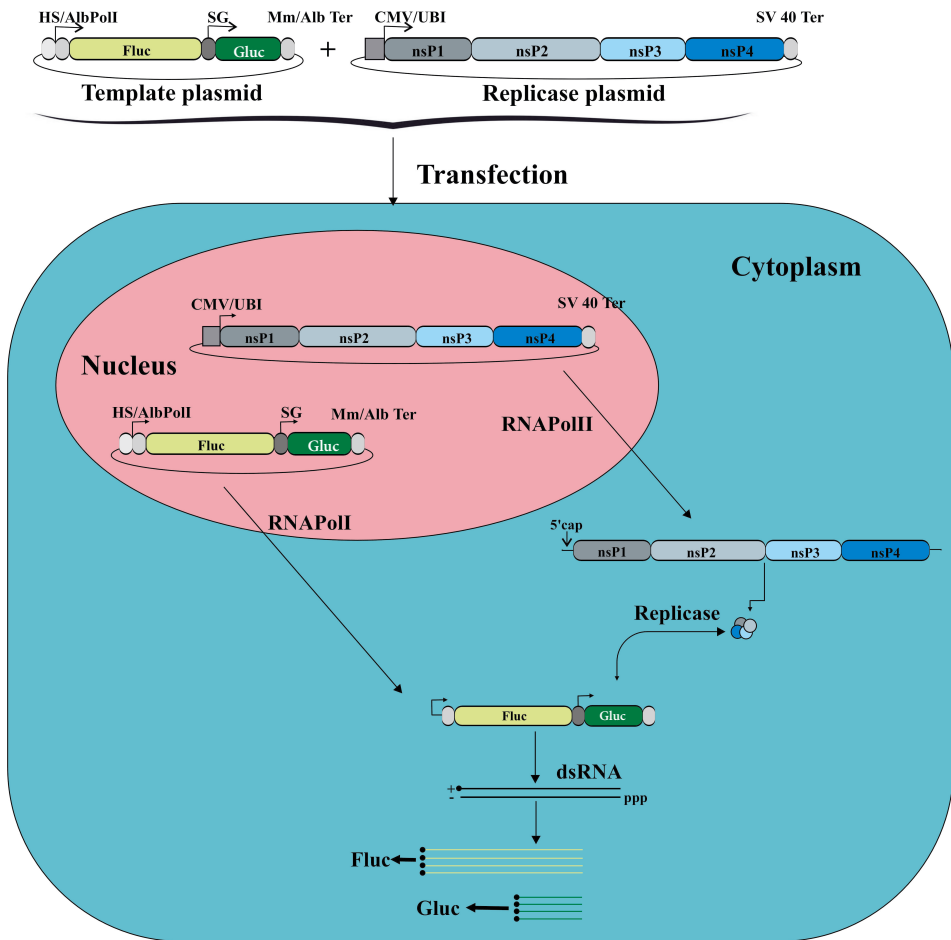 HS/AlbPolI SG Mm/Alb Ter CMV/UBI SV 40 Ter
Fluc Gluc + nsP1 nsP2 nsP3 nsP4
Template plasmid Replicase plasmid
Transfection
Cytoplasm
CMV/UBI SV 40 Ter
nsP1 nsP2 nsP3 nsP4
Nucleus
HS/AlbPolI SG Mm/Alb Ter
Fluc Gluc
RNAPolII
RNAPolI
5'cap
nsP1 nsP2 nsP3 nsP4
Replicase
Fluc Gluc
dsRNA
+
- ppp
Fluc
Gluc